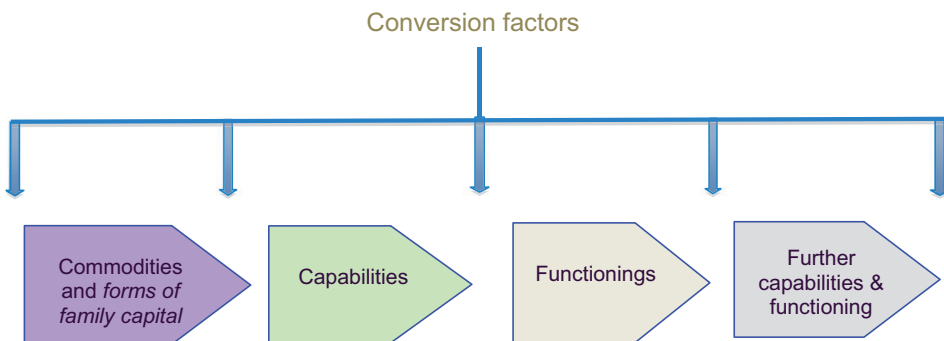 Conversion factors
Commodities
and forms of
family capital
Capabilities
Functionings
Further
capabilities &
functioning